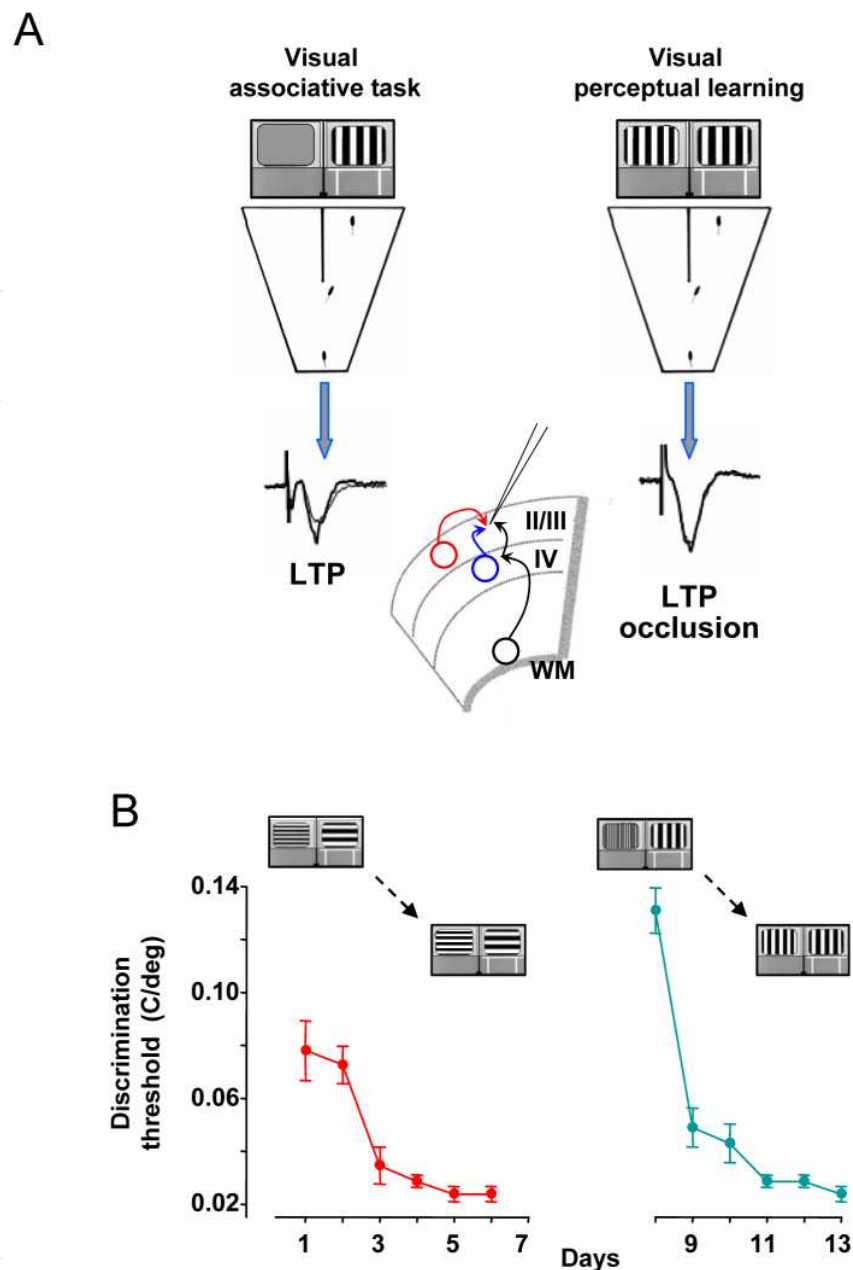 A
Visual
associative task
Visual
perceptual learning
II/III
IV
WM
LTP
LTP
occlusion
B
Discrimination
threshold (C/deg)
0.14
0.10
0.06
0.02
1 3 5 7 9 11 13
Days